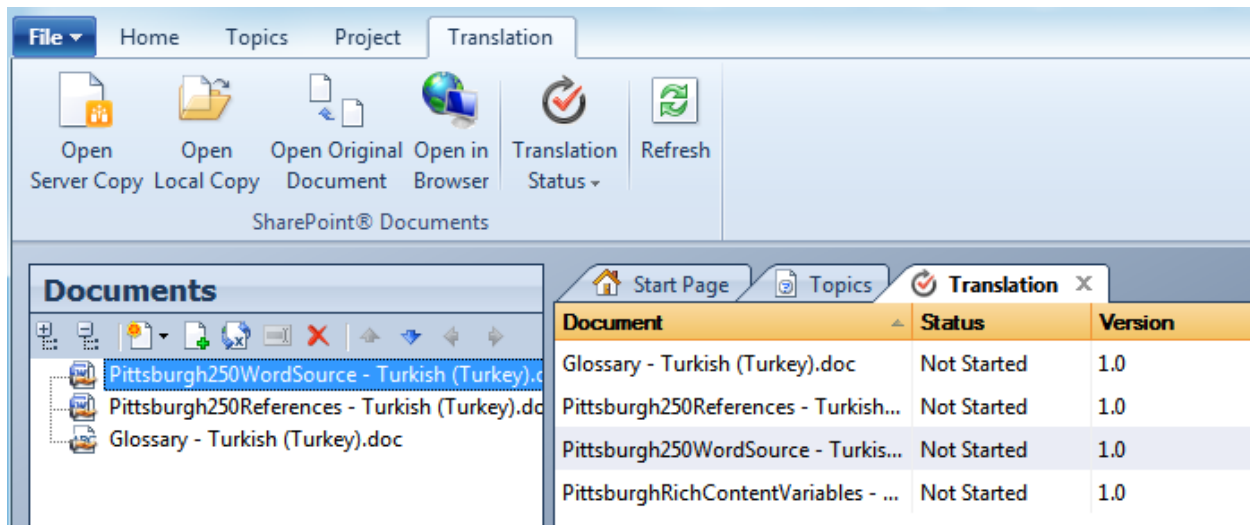 File Home Topics Project Translation
Open Server Copy
Open Local Copy
Open Original Document
Open in Browser
Translation Status
Refresh
SharePoint® Documents
Documents
Pittsburgh250WordSource - Turkish (Turkey).d
Pittsburgh250References - Turkish (Turkey).dc
Glossary - Turkish (Turkey).doc
Start Page Topics Translation
Document Status Version
Glossary - Turkish (Turkey).doc Not Started 1.0
Pittsburgh250References - Turkish... Not Started 1.0
Pittsburgh250WordSource - Turkis... Not Started 1.0
PittsburghRichContentVariables - ... Not Started 1.0